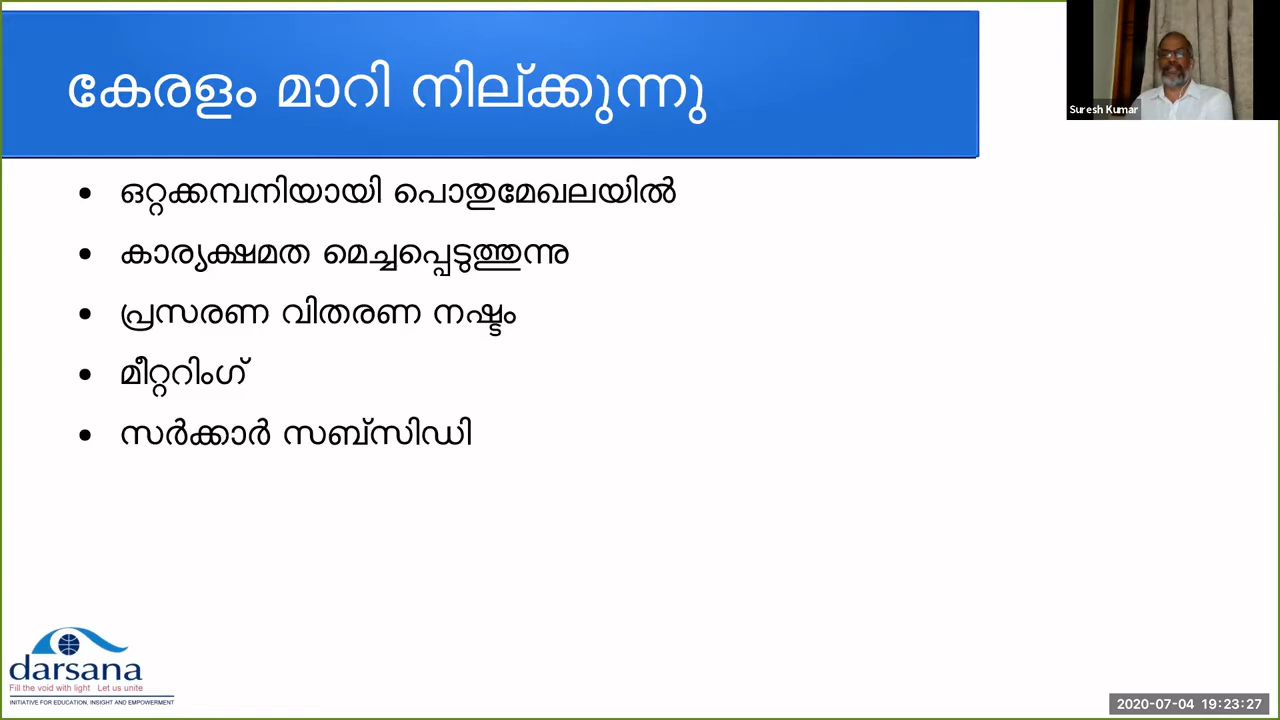 കേരളം മാറി നില്ക്കുന്നു
Suresh Kumar
ഒറ്റക്കമ്പനിയായി പൊതുമേഖലയിൽ
കാര്യക്ഷമത മെച്ചപ്പെടുത്തുന്നു
പ്രസരണ വിതരണ നഷ്ടം
മീറ്ററിംഗ്
സർക്കാർ സബ്സിഡി
darsana
Fill the void with light Let us unite
INITIATIVE FOR EDUCATION, INSIGHT AND EMPOWERMENT
2020-07-04 19:23:27